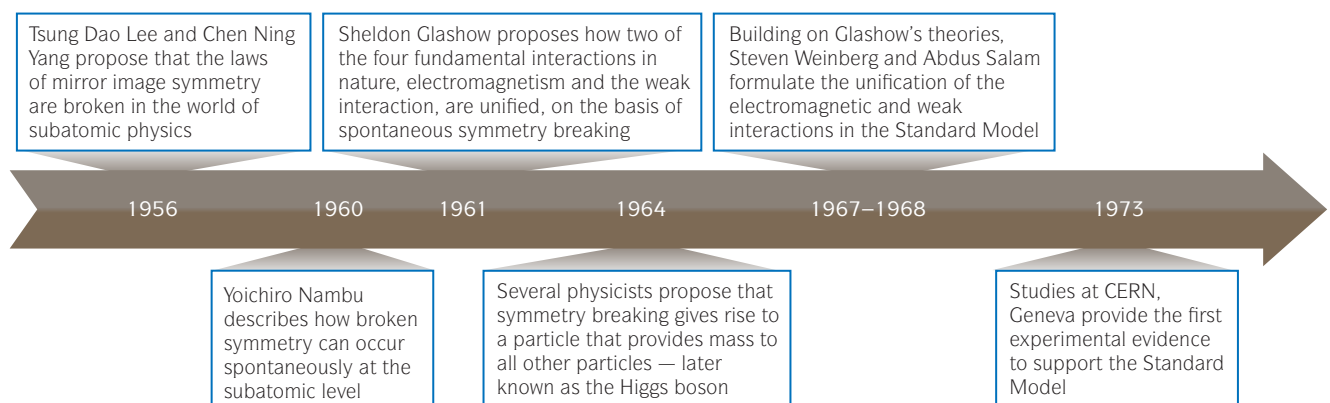 Tsung Dao Lee and Chen Ning
Yang propose that the laws
of mirror image symmetry
are broken in the world of
subatomic physics
Sheldon Glashow proposes how two of
the four fundamental interactions in
nature, electromagnetism and the weak
interaction, are unified, on the basis of
spontaneous symmetry breaking
Building on Glashow’s theories,
Steven Weinberg and Abdus Salam
formulate the unification of the
electromagnetic and weak
interactions in the Standard Model
1956
1960
1961
1964
1967–1968
1973
Yoichiro Nambu
describes how broken
symmetry can occur
spontaneously at the
subatomic level
Several physicists propose that
symmetry breaking gives rise to
a particle that provides mass to
all other particles — later
known as the Higgs boson
Studies at CERN,
Geneva provide the first
experimental evidence
to support the Standard
Model